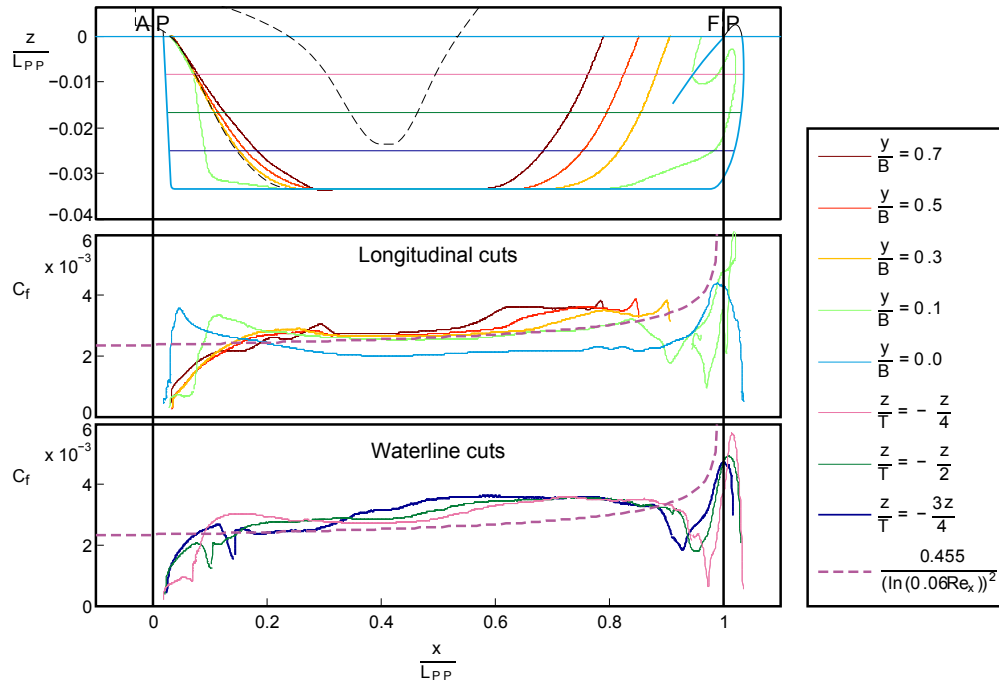 A P
F P
z
L_PP
0
−0.01
−0.02
−0.03
−0.04
6
x 10⁻³
Longitudinal cuts
C_f
4
2
0
6
x 10⁻³
Waterline cuts
C_f
4
2
0
0 0.2 0.4 0.6 0.8 1
x
L_PP
y/B = 0.7
y/B = 0.5
y/B = 0.3
y/B = 0.1
y/B = 0.0
z/T = − z/4
z/T = − z/2
z/T = − 3z/4
0.455
(ln(0.06Re_x))²